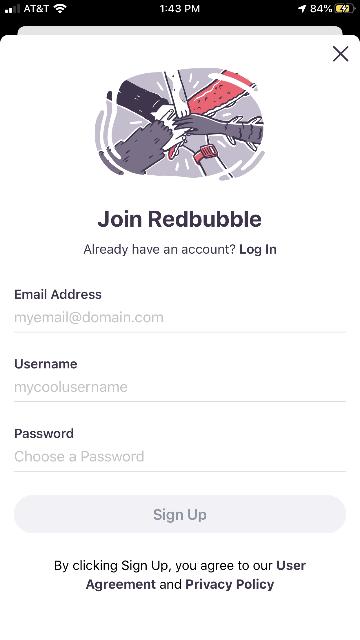 AT&T 1:43 PM 84%
Join Redbubble
Already have an account? Log In
Email Address
myemail@domain.com
Username
mycoolusername
Password
Choose a Password
Sign Up
By clicking Sign Up, you agree to our User
Agreement and Privacy Policy